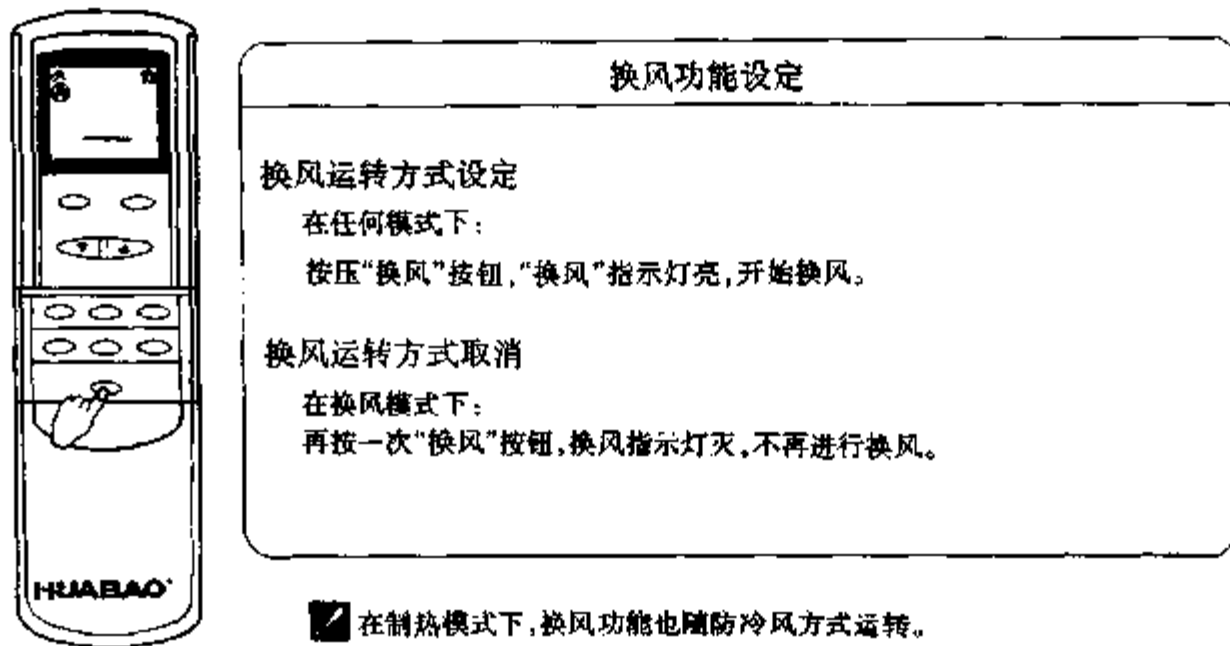 换风功能设定
换风运转方式设定
在任何模式下:
按压“换风”按钮,“换风”指示灯亮,开始换风。
换风运转方式取消
在换风模式下:
再按一次“换风”按钮,换风指示灯灭,不再进行换风。
HUABAO
在制热模式下,换风功能也随防冷风方式运转。